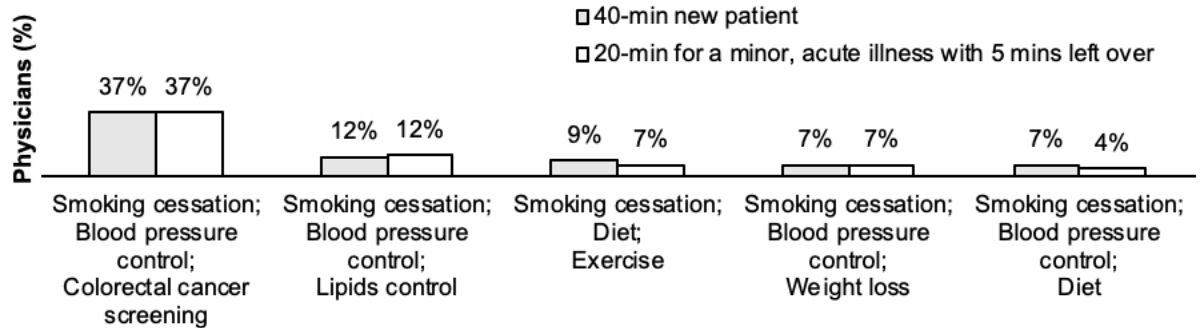 Physicians (%)
40-min new patient
20-min for a minor, acute illness with 5 mins left over
37% 37%
12% 12%
9% 7%
7% 7%
7% 4%
Smoking cessation;
Blood pressure
control;
Colorectal cancer
screening
Smoking cessation;
Blood pressure
control;
Lipids control
Smoking cessation;
Diet;
Exercise
Smoking cessation;
Blood pressure
control;
Weight loss
Smoking cessation;
Blood pressure
control;
Diet